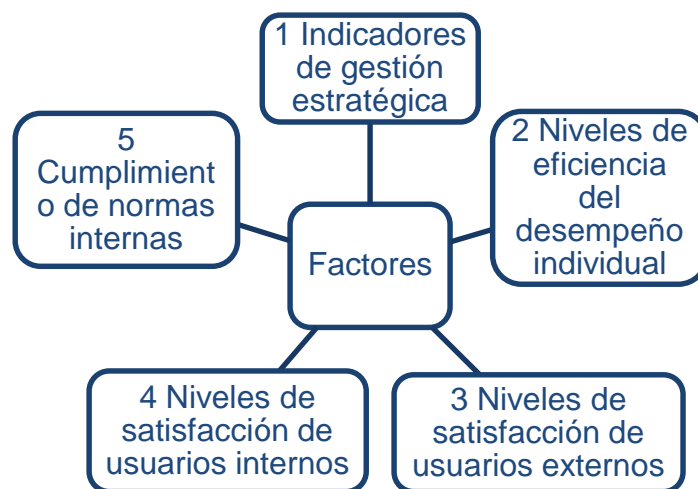 1 Indicadores
de gestión
estratégica
2 Niveles de
eficiencia
del
desempeño
individual
3 Niveles de
satisfacción de
usuarios externos
4 Niveles de
satisfacción de
usuarios internos
5
Cumplimient
o de normas
internas
Factores